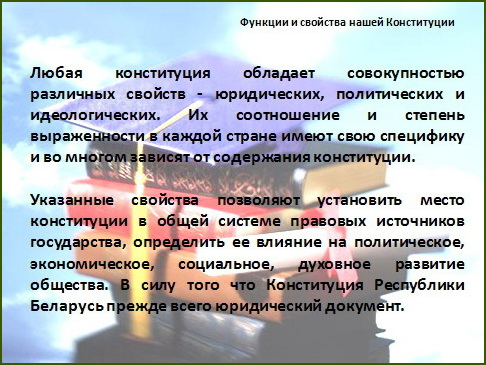 Функции и свойства нашей Конституции
Любая конституция обладает совокупностью
различных свойств - юридических, политических и
идеологических. Их соотношение и степень
выраженности в каждой стране имеют свою специфику
и во многом зависят от содержания конституции.
Указанные свойства позволяют установить место
конституции в общей системе правовых источников
государства, определить ее влияние на политическое,
экономическое, социальное, духовное развитие
общества. В силу того что Конституция Республики
Беларусь прежде всего юридический документ.